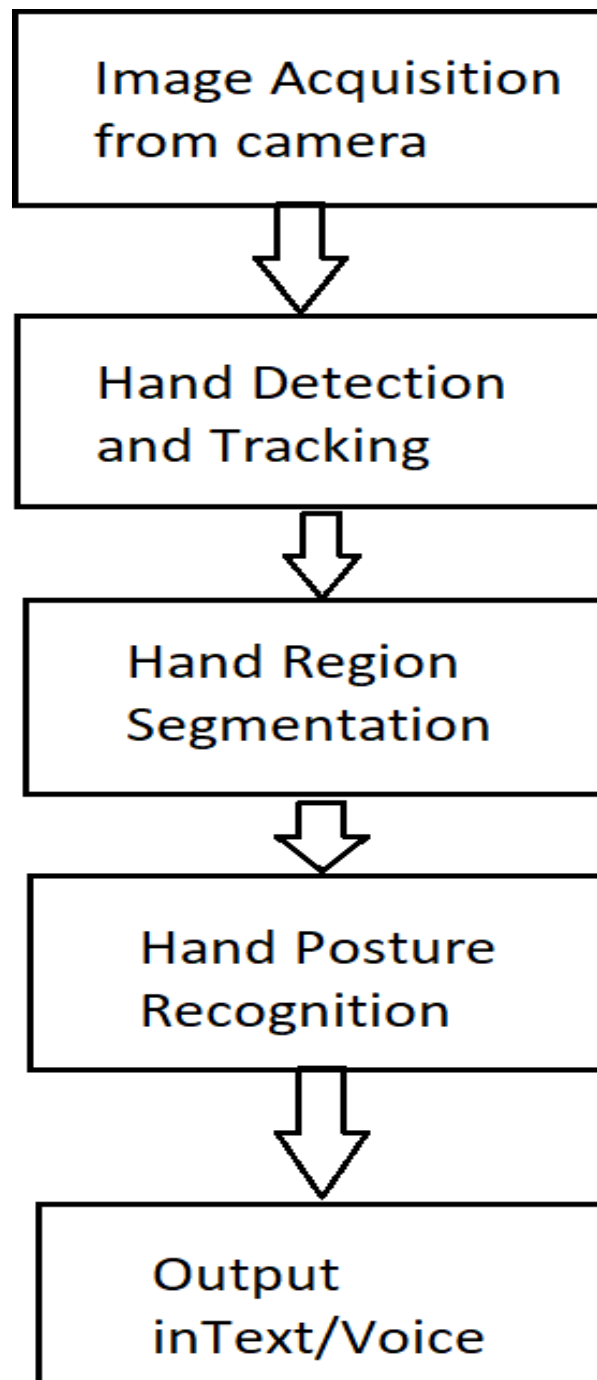 Image Acquisition
from camera
Hand Detection
and Tracking
Hand Region
Segmentation
Hand Posture
Recognition
Output
inText/Voice